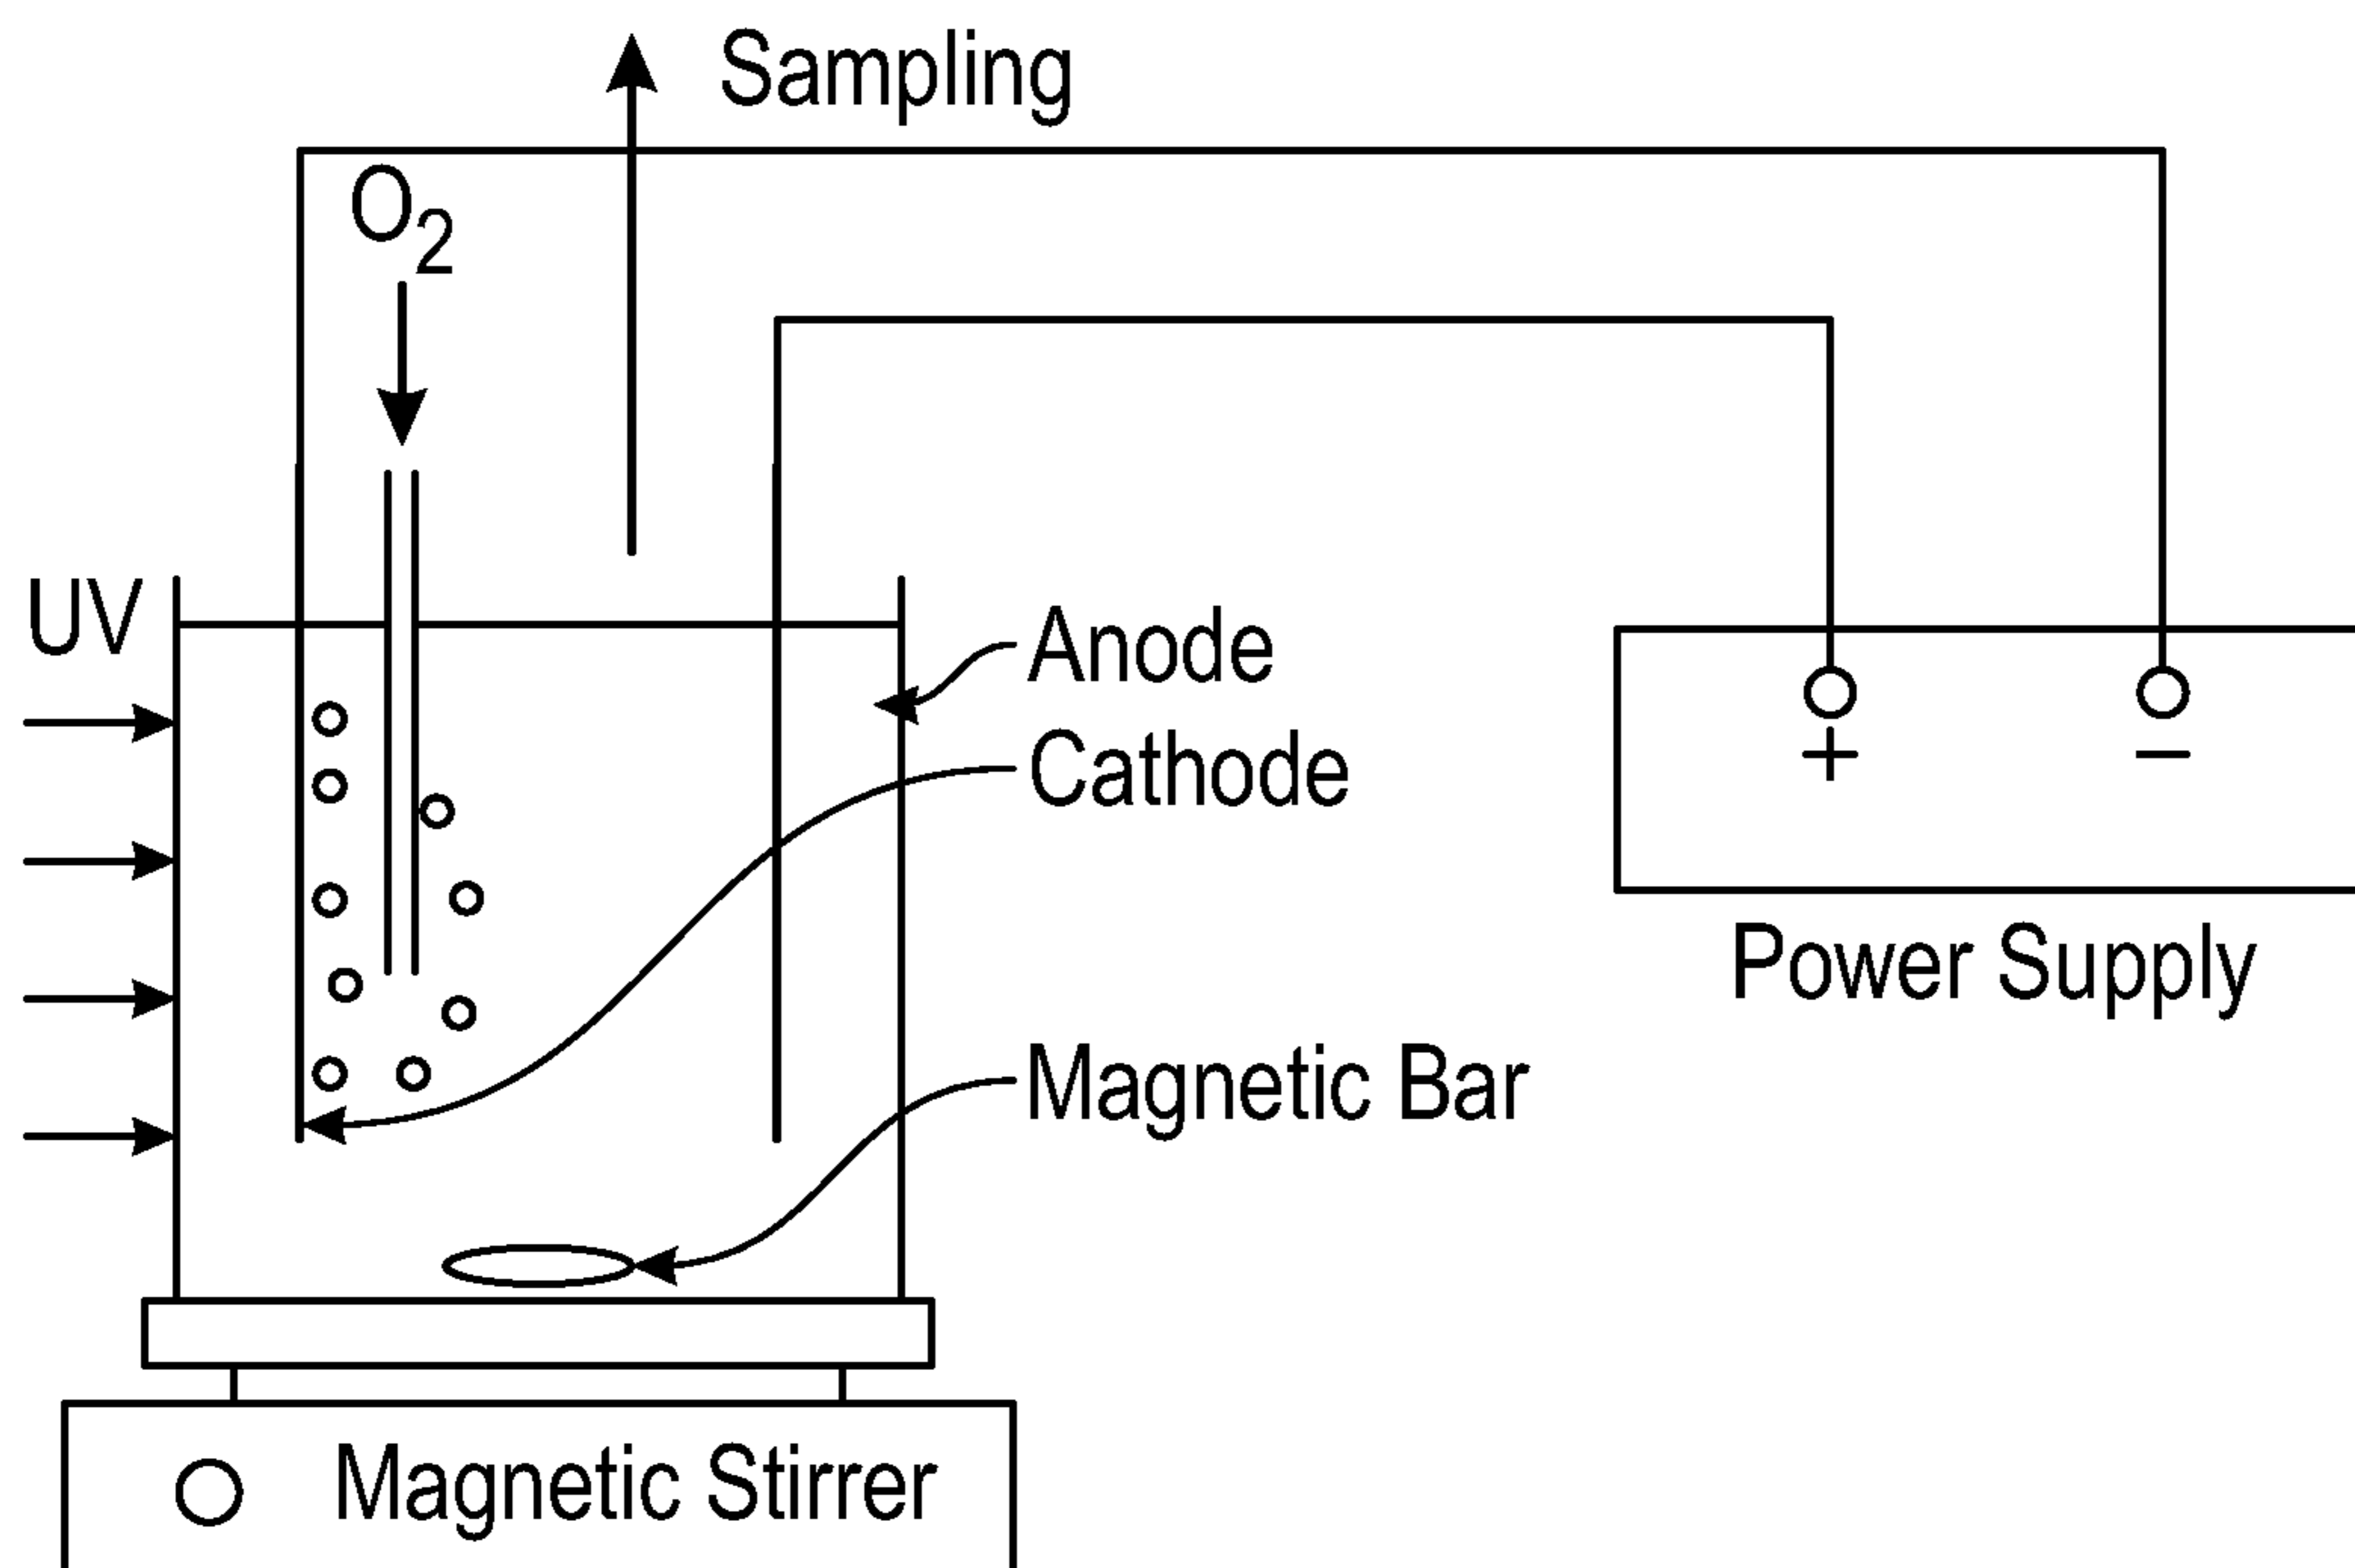 Sampling
O2
UV
Anode
Cathode
+ −
Power Supply
Magnetic Bar
Magnetic Stirrer